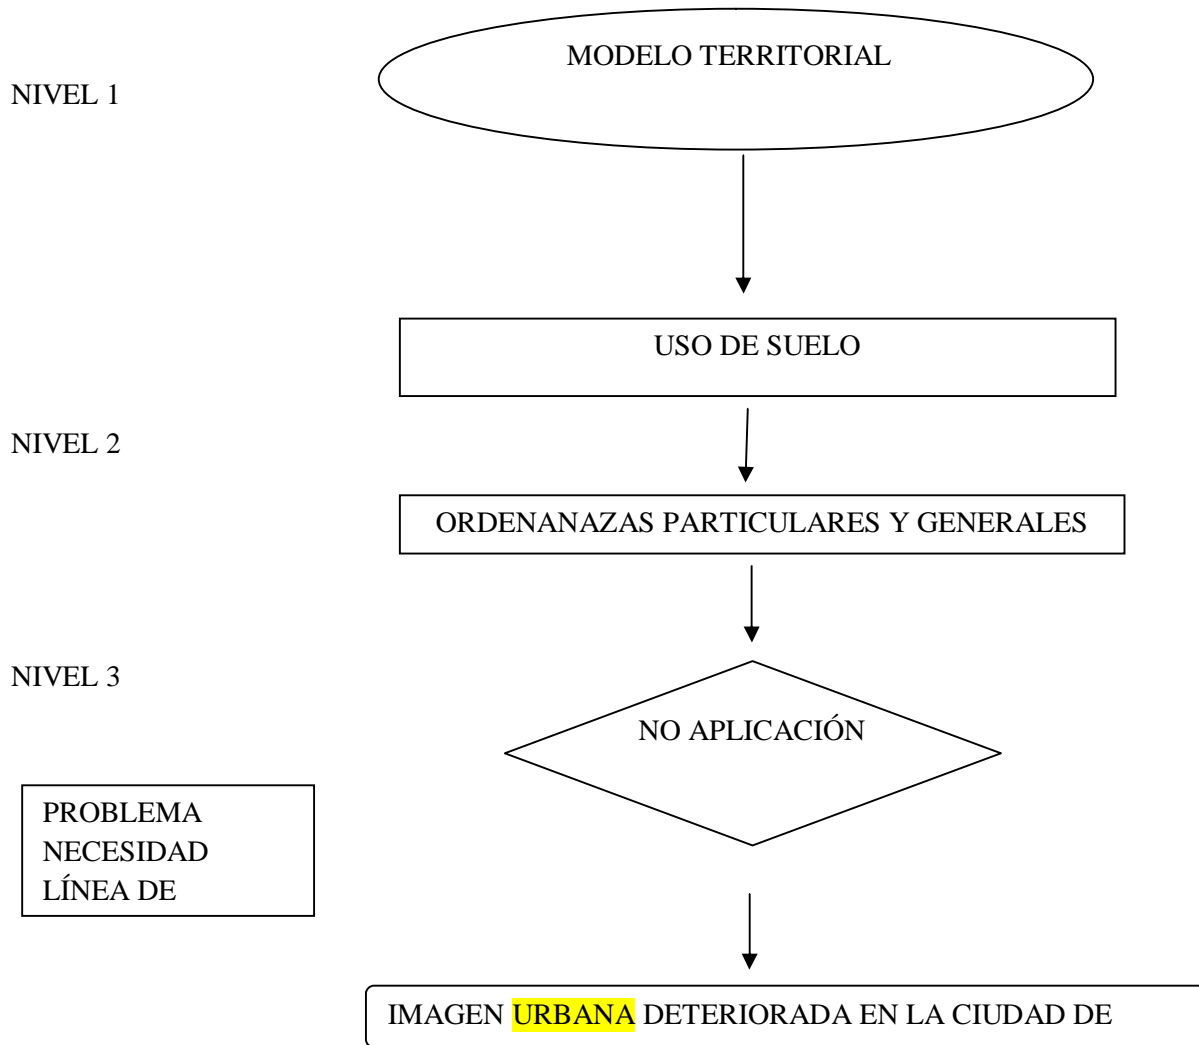 MODELO TERRITORIAL
NIVEL 1
USO DE SUELO
NIVEL 2
ORDENANAZAS PARTICULARES Y GENERALES
NIVEL 3
NO APLICACIÓN
PROBLEMA
NECESIDAD
LÍNEA DE
IMAGEN URBANA DETERIORADA EN LA CIUDAD DE